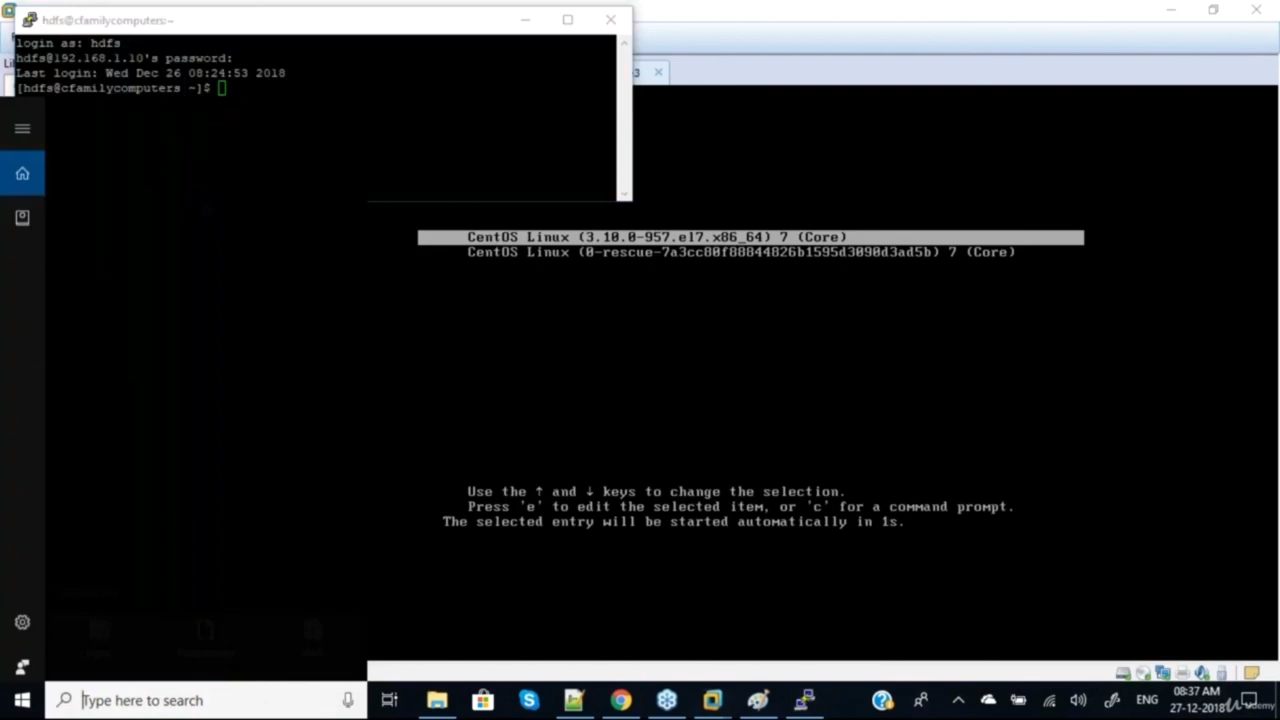 hdfs@cfamilycomputers:~
login as: hdfs
hdfs@192.168.1.10's password:
Last login: Wed Dec 26 08:24:53 2018
[hdfs@cfamilycomputers ~]$
Li
3
CentOS Linux (3.10.0-957.el7.x86_64) 7 (Core)
CentOS Linux (0-rescue-7a3cc80f88844826b1595d3090d3ad5b) 7 (Core)
Use the ↑ and ↓ keys to change the selection.
Press 'e' to edit the selected item, or 'c' for a command prompt.
The selected entry will be started automatically in 1s.
Type here to search
ENG
08:37 AM
27-12-2018
Udemy